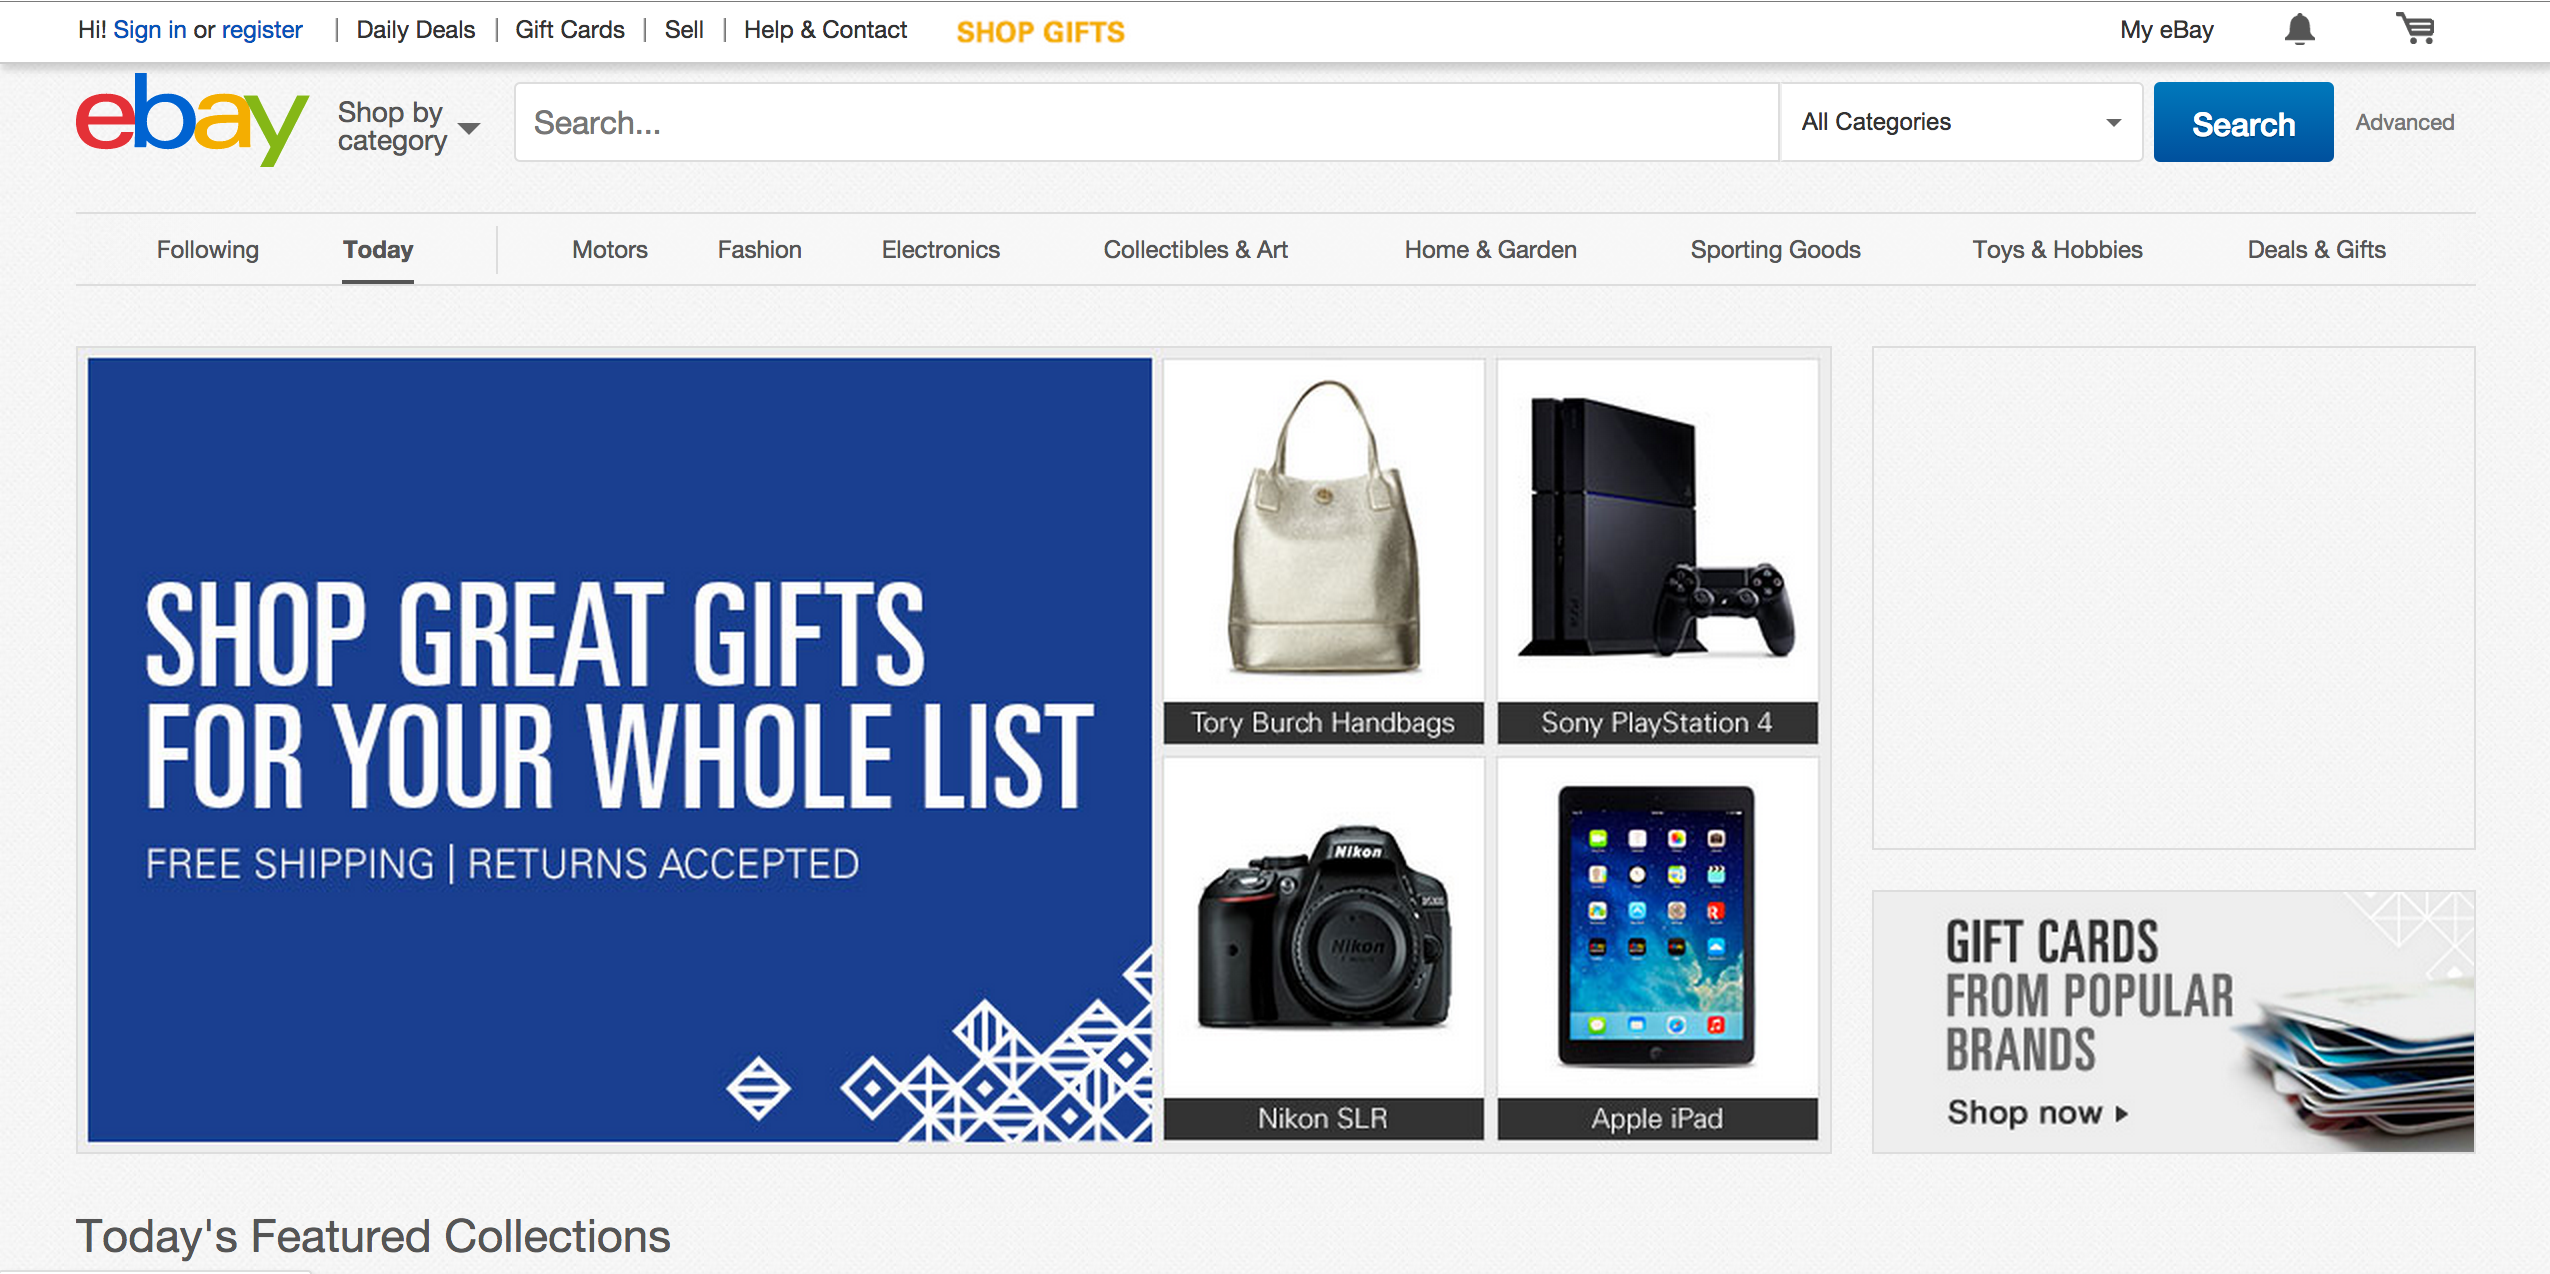 Hi! Sign in or register | Daily Deals | Gift Cards | Sell | Help & Contact SHOP GIFTS My eBay
ebay
Shop by
category
Search...
All Categories
Search
Advanced
Following Today Motors Fashion Electronics Collectibles & Art Home & Garden Sporting Goods Toys & Hobbies Deals & Gifts
SHOP GREAT GIFTS
FOR YOUR WHOLE LIST
FREE SHIPPING | RETURNS ACCEPTED
Tory Burch Handbags
PS4
Sony PlayStation 4
Nikon
D5300
Nikon
Nikon SLR
Apple iPad
GIFT CARDS
FROM POPULAR
BRANDS
Shop now
Today's Featured Collections